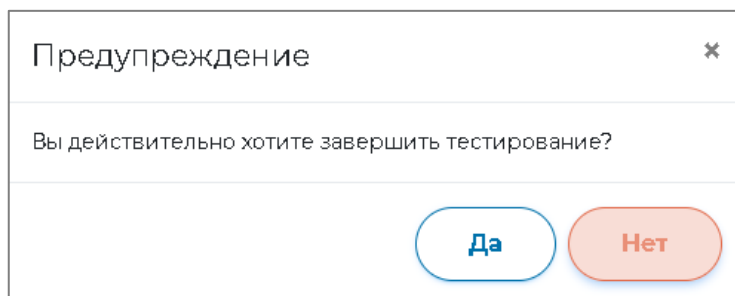 Предупреждение
Вы действительно хотите завершить тестирование?
Да
Нет